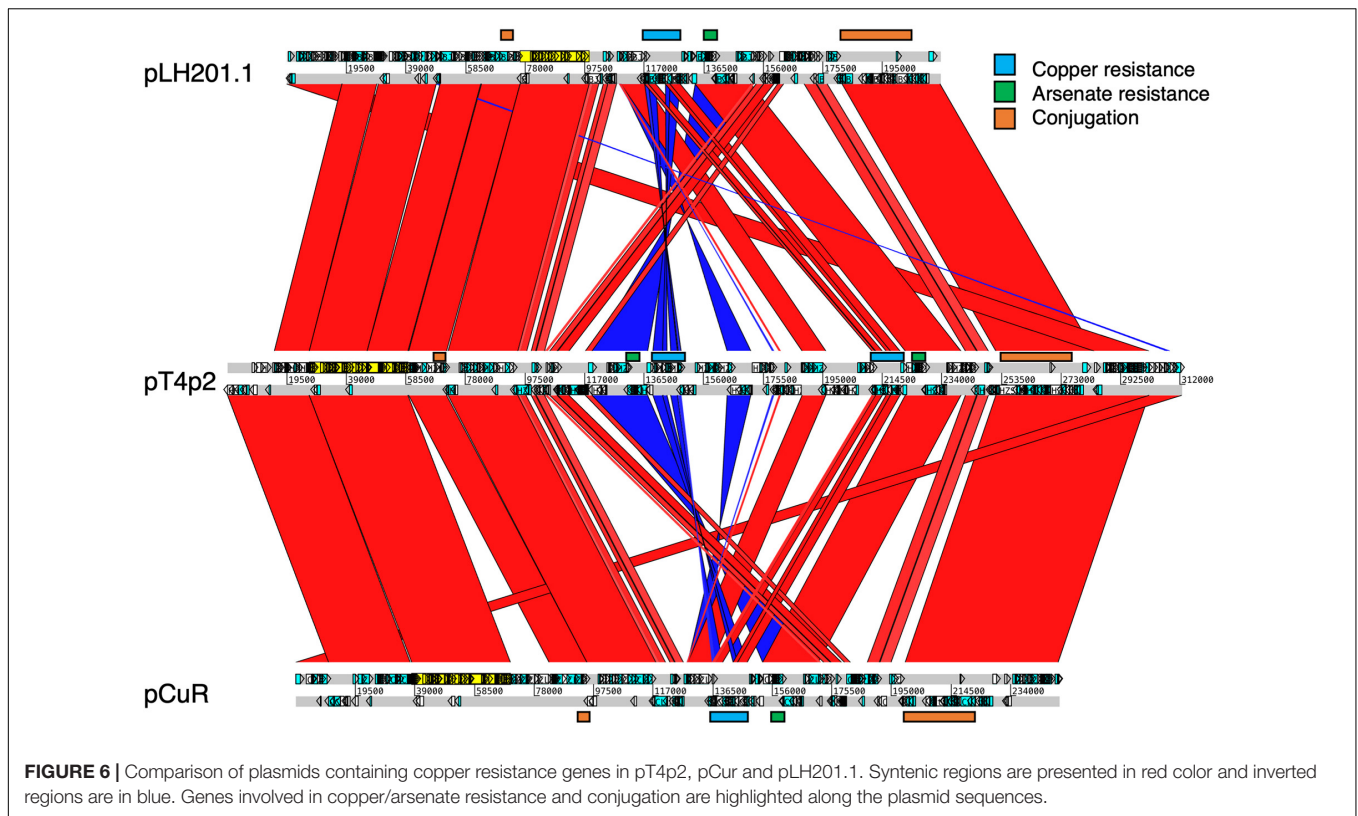 pLH201.1
19500 39000 58500 78000 97500 117000 136500 156000 175500 195000
Copper resistance
Arsenate resistance
Conjugation
pT4p2
19500 39000 58500 78000 97500 117000 136500 156000 175500 195000 214500 234000 253500 273000 292500 312000
pCuR
19500 39000 58500 78000 97500 117000 136500 156000 175500 195000 214500 234000
FIGURE 6 | Comparison of plasmids containing copper resistance genes in pT4p2, pCur and pLH201.1. Syntenic regions are presented in red color and inverted
regions are in blue. Genes involved in copper/arsenate resistance and conjugation are highlighted along the plasmid sequences.